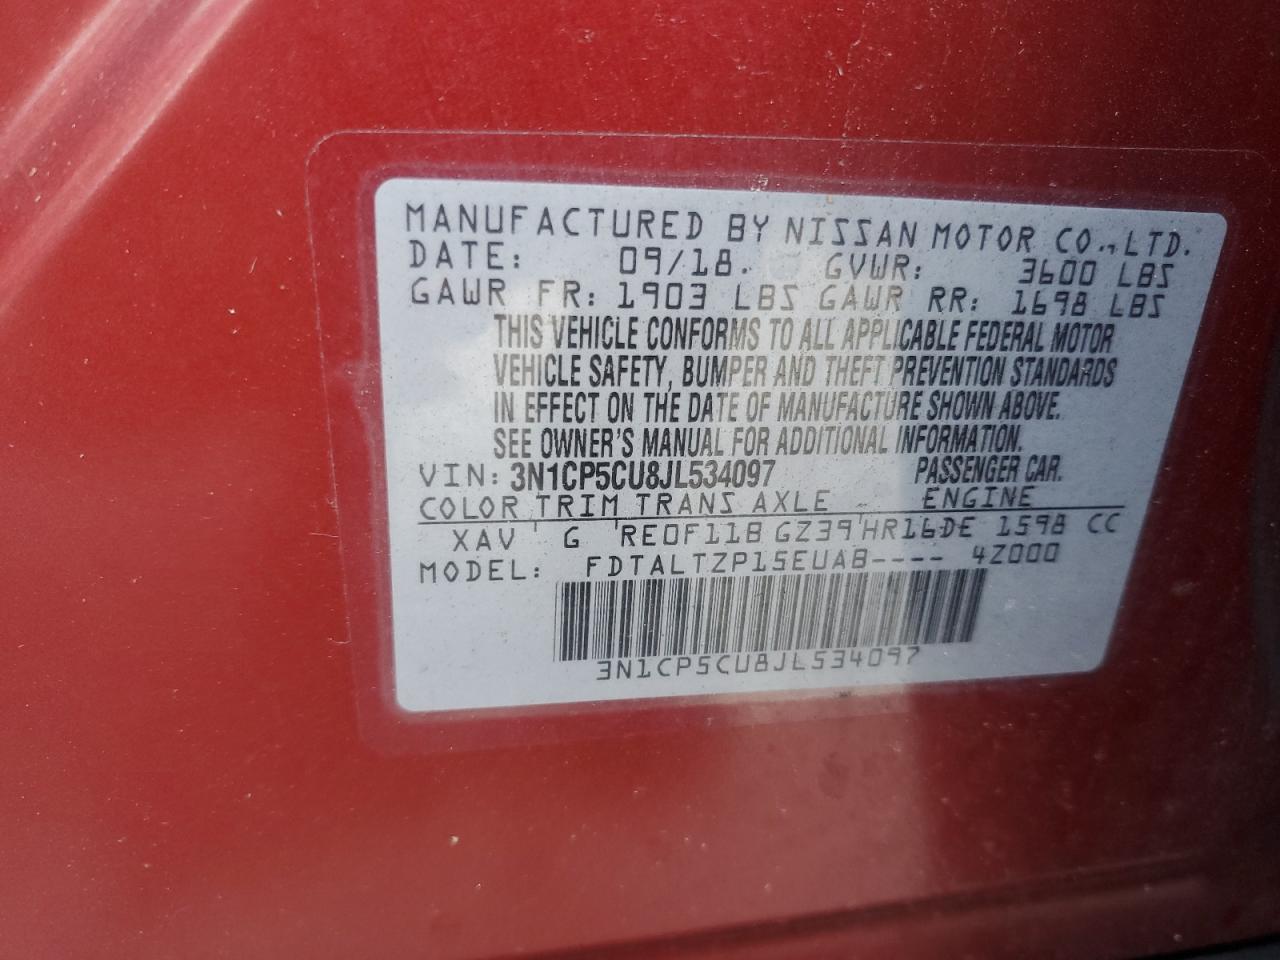 MANUFACTURED BY NISSAN MOTOR CO., LTD.
DATE: 09/18. GVWR: 3600 LBS
GAWR FR: 1903 LBS GAWR RR: 1698 LBS
THIS VEHICLE CONFORMS TO ALL APPLICABLE FEDERAL MOTOR
VEHICLE SAFETY, BUMPER AND THEFT PREVENTION STANDARDS
IN EFFECT ON THE DATE OF MANUFACTURE SHOWN ABOVE.
SEE OWNER'S MANUAL FOR ADDITIONAL INFORMATION.
VIN: 3N1CP5CU8JL534097 PASSENGER CAR.
COLOR TRIM TRANS AXLE ENGINE
XAV G RE0F11B GZ39 HR16DE 1598 CC
MODEL: FDTALTZP15EUAB---- 4Z000
3N1CP5CU8JL534097